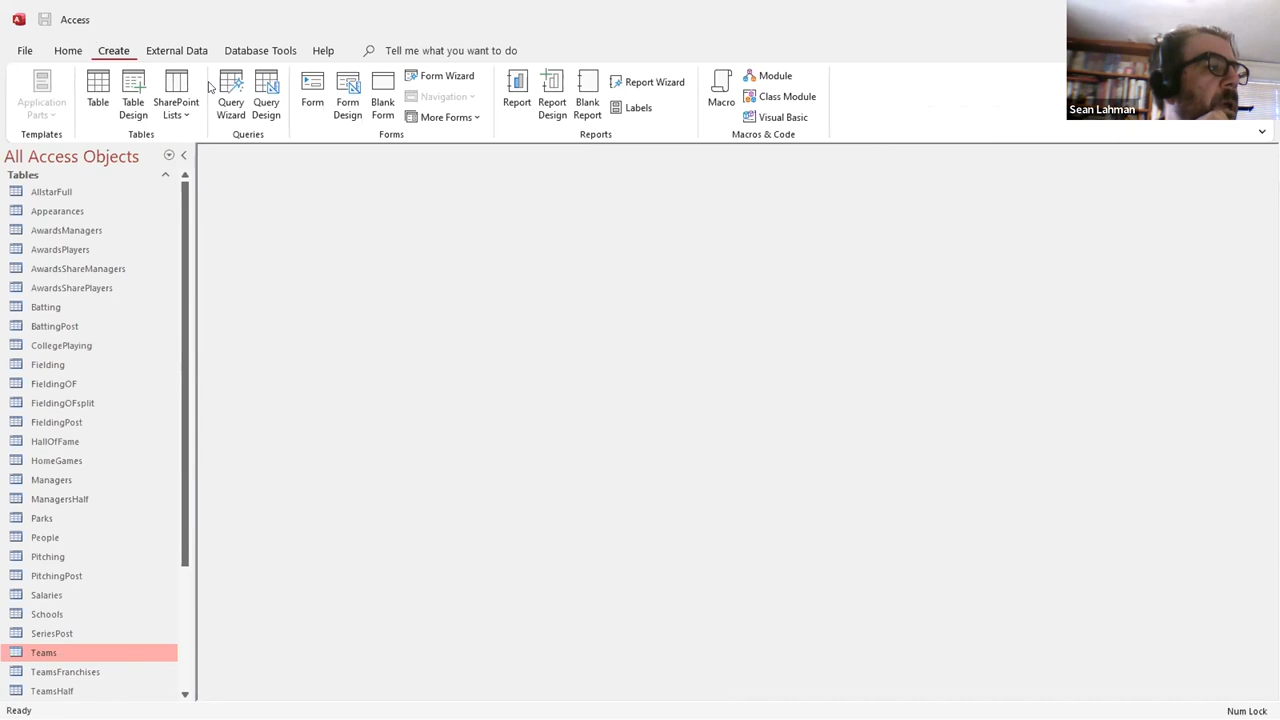 Access
File Home Create External Data Database Tools Help Tell me what you want to do
Application Parts
Templates
Table
Table Design
SharePoint Lists
Tables
Query Wizard
Query Design
Queries
Form
Form Design
Blank Form
Form Wizard
Navigation
More Forms
Forms
Report
Report Design
Blank Report
Report Wizard
Labels
Reports
Macro
Module
Class Module
Visual Basic
Macros & Code
Sean Lahman
All Access Objects
Tables
AllstarFull
Appearances
AwardsManagers
AwardsPlayers
AwardsShareManagers
AwardsSharePlayers
Batting
BattingPost
CollegePlaying
Fielding
FieldingOF
FieldingOFsplit
FieldingPost
HallOfFame
HomeGames
Managers
ManagersHalf
Parks
People
Pitching
PitchingPost
Salaries
Schools
SeriesPost
Teams
TeamsFranchises
TeamsHalf
Ready
Num Lock